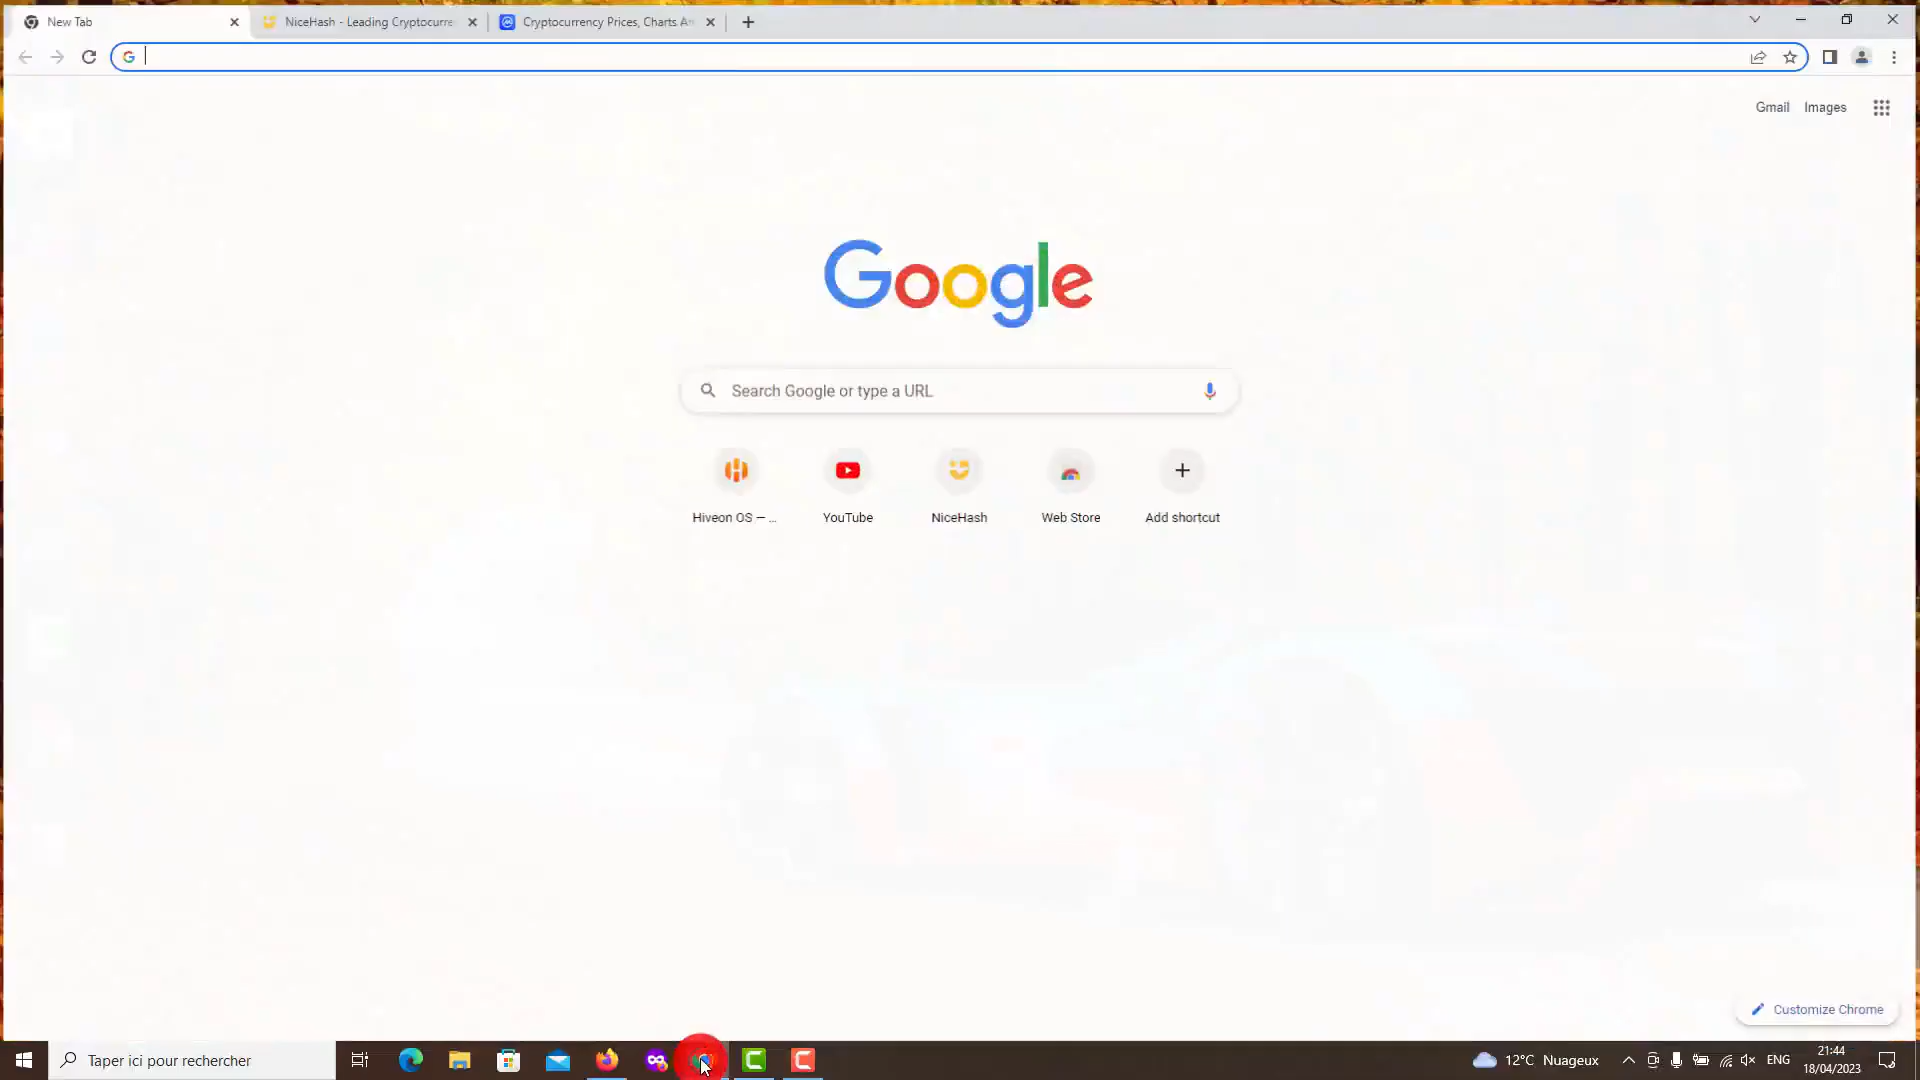 New Tab
NiceHash - Leading Cryptocurre
Cryptocurrency Prices, Charts An
Gmail Images
Google
Search Google or type a URL
Hiveon OS — ...
YouTube
NiceHash
Web Store
Add shortcut
Customize Chrome
Taper ici pour rechercher
12°C Nuageux
ENG
21:44
18/04/2023